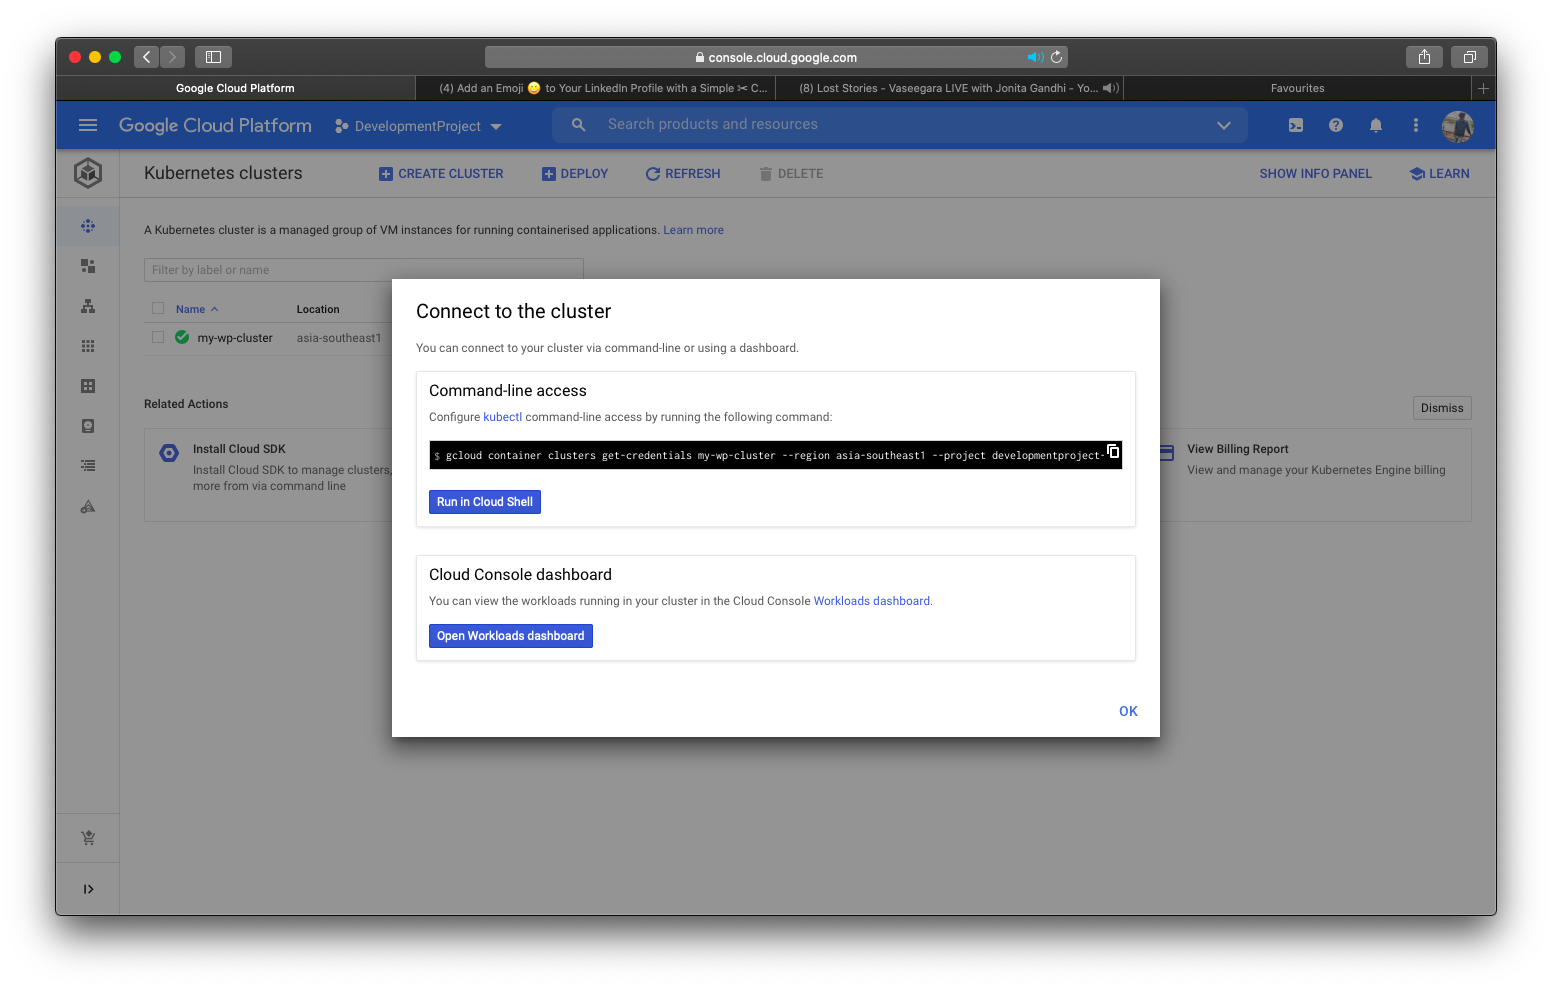 console.cloud.google.com
Google Cloud Platform
(4) Add an Emoji 😀 to Your LinkedIn Profile with a Simple ✂ C...
(8) Lost Stories - Vaseegara LIVE with Jonita Gandhi - Yo...
Favourites
Google Cloud Platform
DevelopmentProject
Search products and resources
Kubernetes clusters
CREATE CLUSTER
DEPLOY
REFRESH
DELETE
SHOW INFO PANEL
LEARN
A Kubernetes cluster is a managed group of VM instances for running containerised applications. Learn more
Filter by label or name
Name
Location
my-wp-cluster
asia-southeast1
Related Actions
Dismiss
Install Cloud SDK
Install Cloud SDK to manage clusters,
more from via command line
View Billing Report
View and manage your Kubernetes Engine billing
Connect to the cluster
You can connect to your cluster via command-line or using a dashboard.
Command-line access
Configure kubectl command-line access by running the following command:
$ gcloud container clusters get-credentials my-wp-cluster --region asia-southeast1 --project developmentproject-
Run in Cloud Shell
Cloud Console dashboard
You can view the workloads running in your cluster in the Cloud Console Workloads dashboard.
Open Workloads dashboard
OK